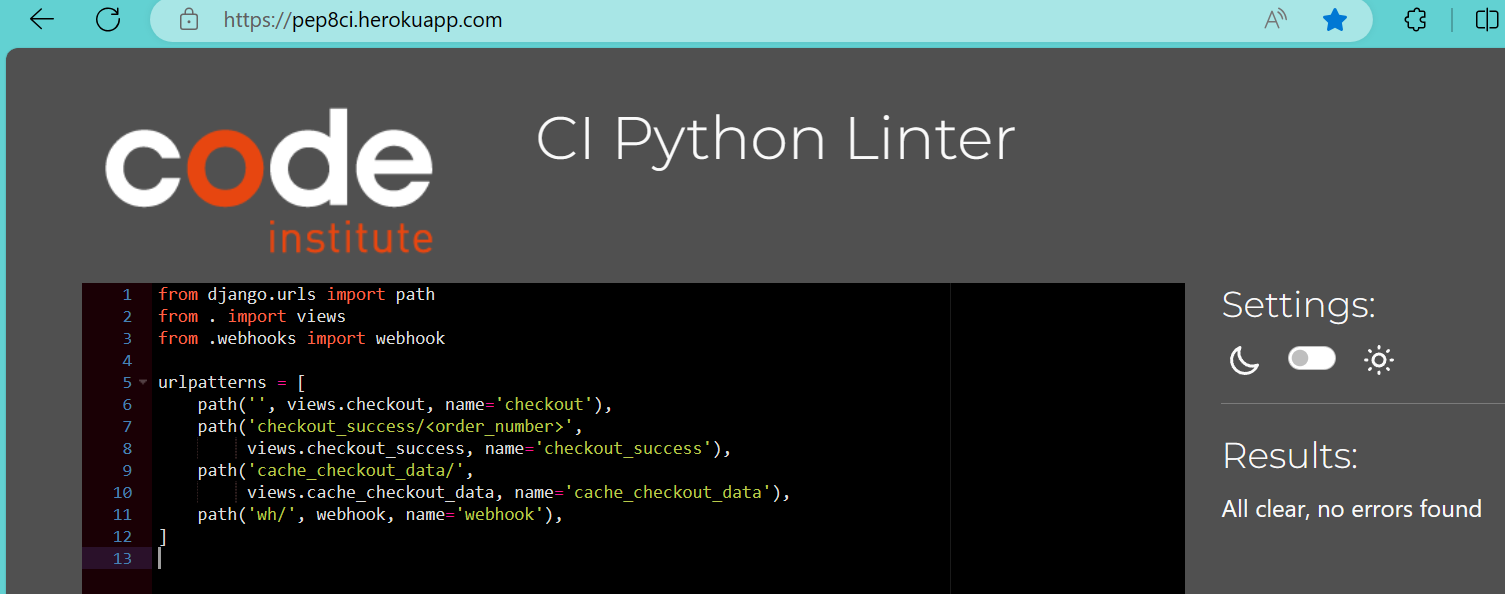 https://pep8ci.herokuapp.com
code
institute
CI Python Linter
1 from django.urls import path
2 from . import views
3 from .webhooks import webhook
4
5 urlpatterns = [
6     path('', views.checkout, name='checkout'),
7     path('checkout_success/<order_number>',
8          views.checkout_success, name='checkout_success'),
9     path('cache_checkout_data/',
10          views.cache_checkout_data, name='cache_checkout_data'),
11     path('wh/', webhook, name='webhook'),
12 ]
13
Settings:
Results:
All clear, no errors found